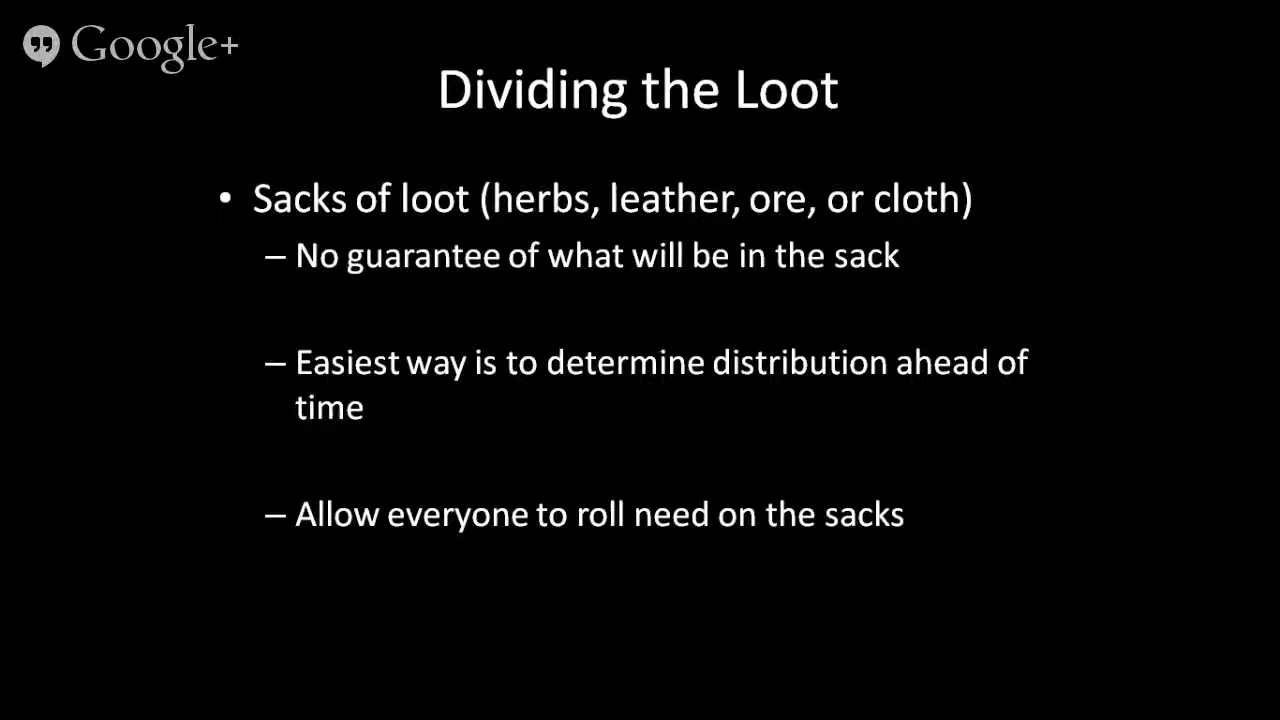 Google+
Dividing the Loot
• Sacks of loot (herbs, leather, ore, or cloth)
– No guarantee of what will be in the sack
– Easiest way is to determine distribution ahead of
time
– Allow everyone to roll need on the sacks